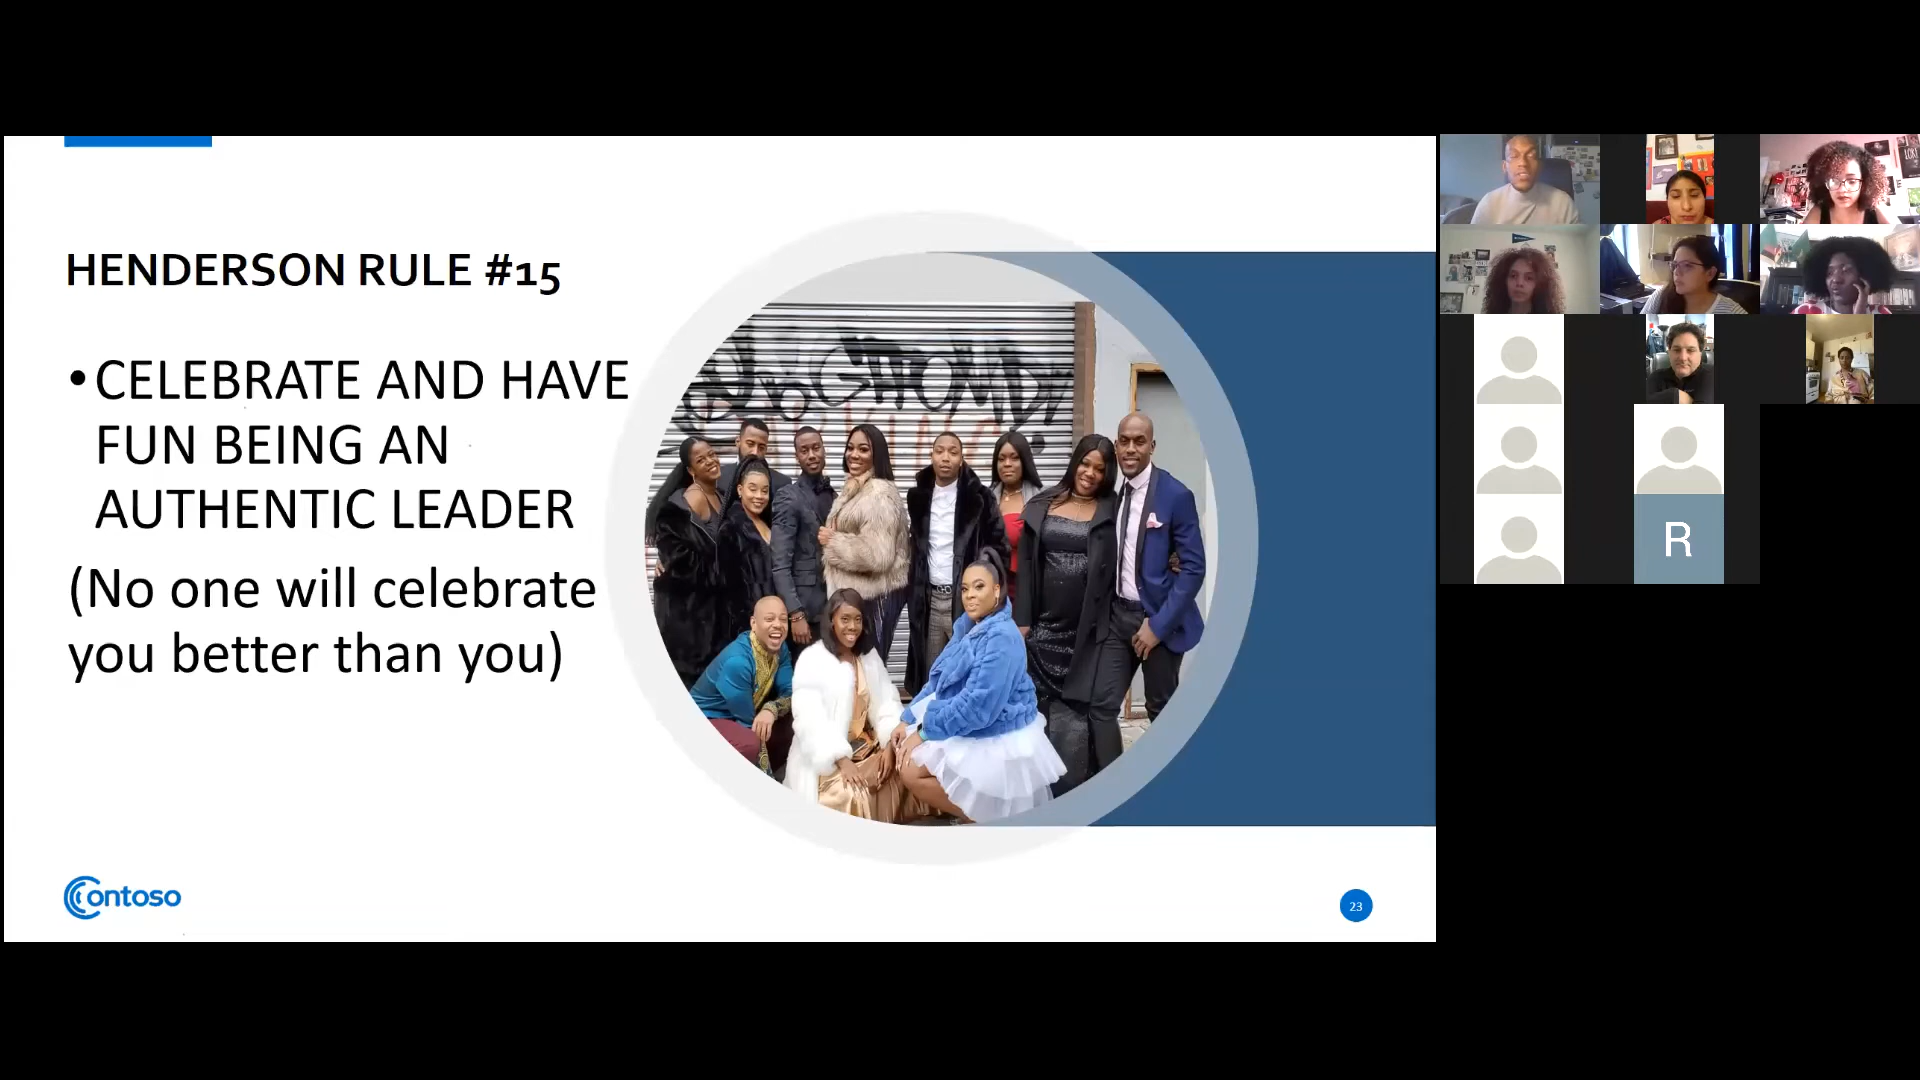 HENDERSON RULE #15
•CELEBRATE AND HAVE
FUN BEING AN
AUTHENTIC LEADER
(No one will celebrate
you better than you)
Contoso
23
R